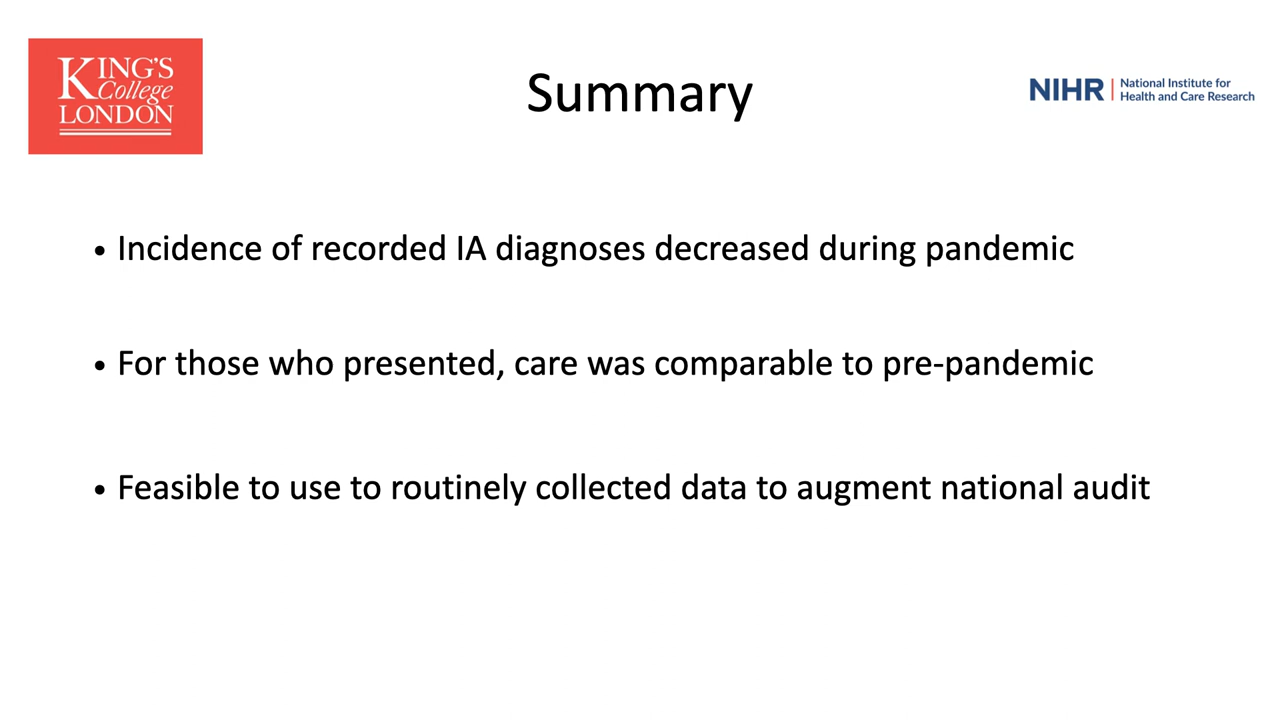 KING'S
College
LONDON
Summary
NIHR | National Institute for
Health and Care Research
• Incidence of recorded IA diagnoses decreased during pandemic
• For those who presented, care was comparable to pre-pandemic
• Feasible to use to routinely collected data to augment national audit